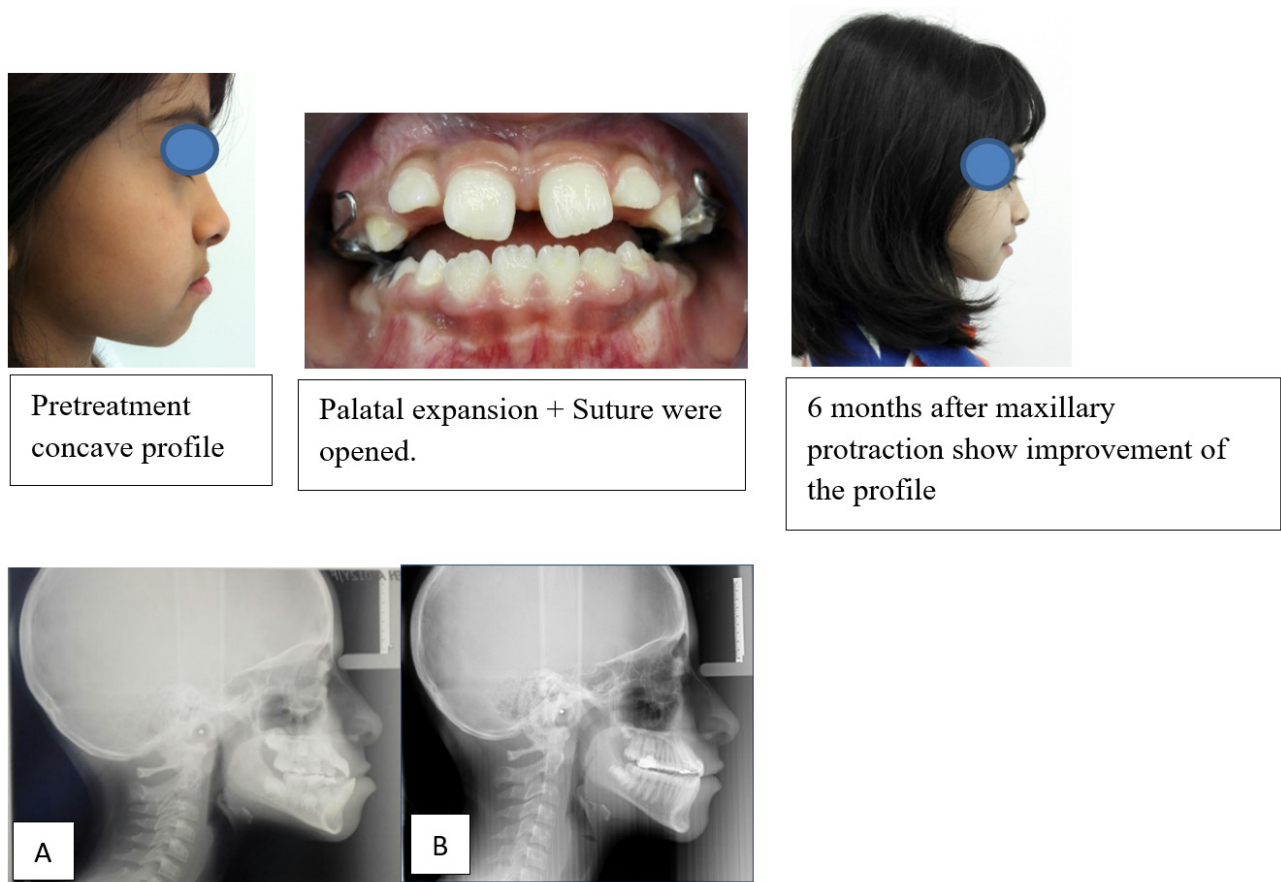 Pretreatment
concave profile
Palatal expansion + Suture were
opened.
6 months after maxillary
protraction show improvement of
the profile
A
B